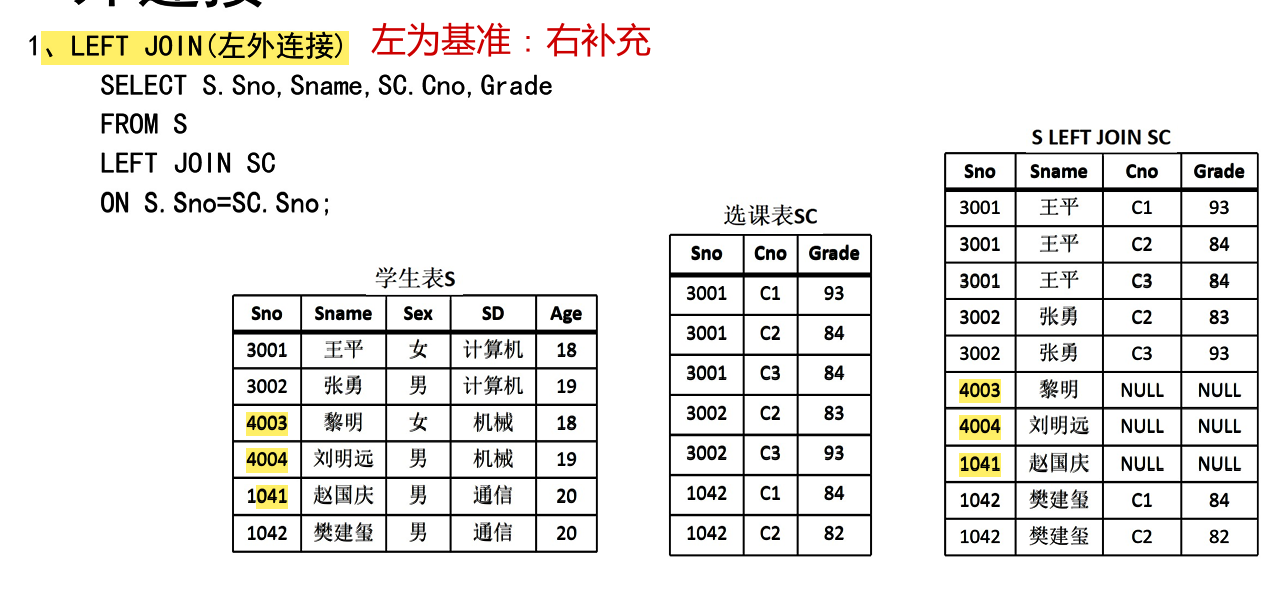 外连接
1、LEFT JOIN(左外连接) 左为基准：右补充
SELECT S.Sno,Sname,SC.Cno,Grade
FROM S
LEFT JOIN SC
ON S.Sno=SC.Sno;
学生表S
Sno Sname Sex SD Age
3001 王平 女 计算机 18
3002 张勇 男 计算机 19
4003 黎明 女 机械 18
4004 刘明远 男 机械 19
1041 赵国庆 男 通信 20
1042 樊建玺 男 通信 20
选课表SC
Sno Cno Grade
3001 C1 93
3001 C2 84
3001 C3 84
3002 C2 83
3002 C3 93
1042 C1 84
1042 C2 82
S LEFT JOIN SC
Sno Sname Cno Grade
3001 王平 C1 93
3001 王平 C2 84
3001 王平 C3 84
3002 张勇 C2 83
3002 张勇 C3 93
4003 黎明 NULL NULL
4004 刘明远 NULL NULL
1041 赵国庆 NULL NULL
1042 樊建玺 C1 84
1042 樊建玺 C2 82